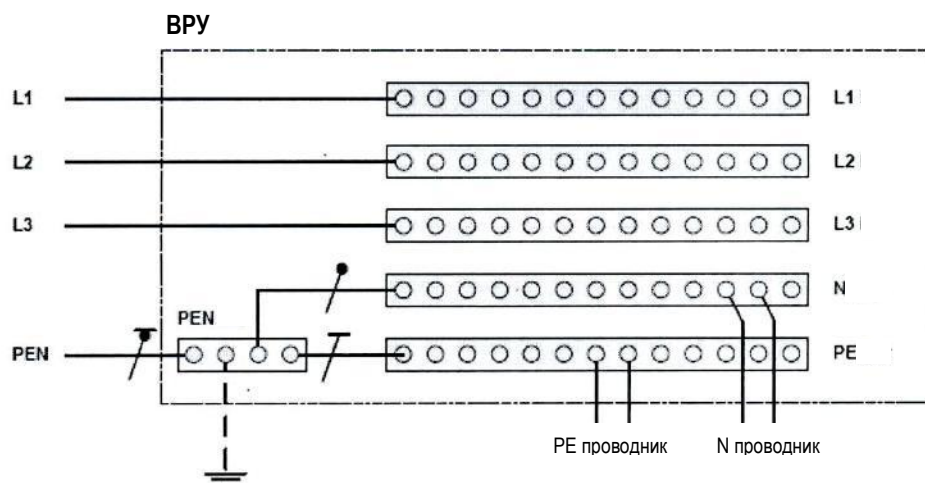 ВРУ
L1 L1
L2 L2
L3 L3
N
PEN
PEN PE
PE проводник N проводник